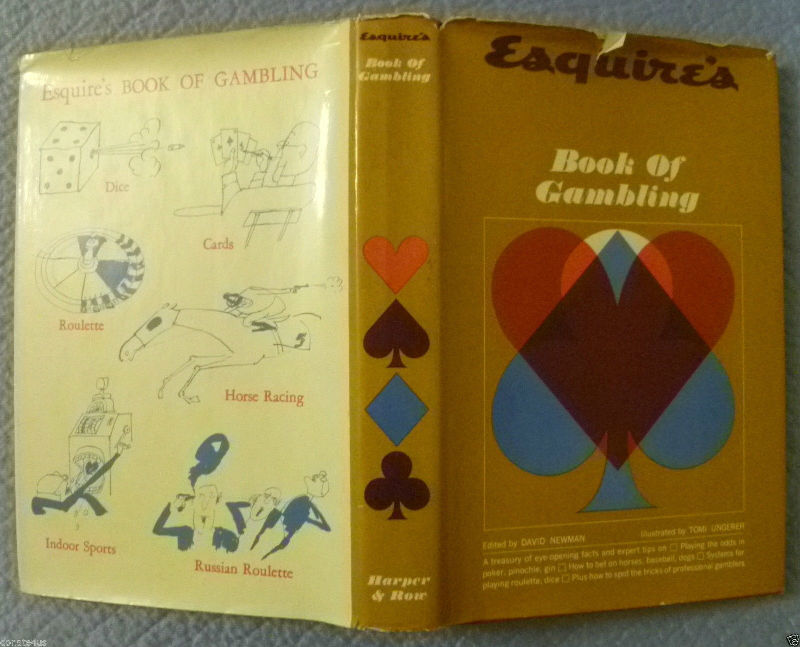 Esquire's BOOK OF GAMBLING
Dice
Cards
Roulette
5
Horse Racing
Indoor Sports
Russian Roulette
Esquire's
Book Of
Gambling
Harper
& Row
Esquire's
Book Of
Gambling
Edited by DAVID NEWMAN
Illustrated by TOMI UNGERER
A treasury of eye-opening facts and expert tips on □ Playing the odds in
poker, pinochle, gin □ How to bet on horses, baseball, dogs □ Systems for
playing roulette, dice □ Plus how to spot the tricks of professional gamblers
donste4us